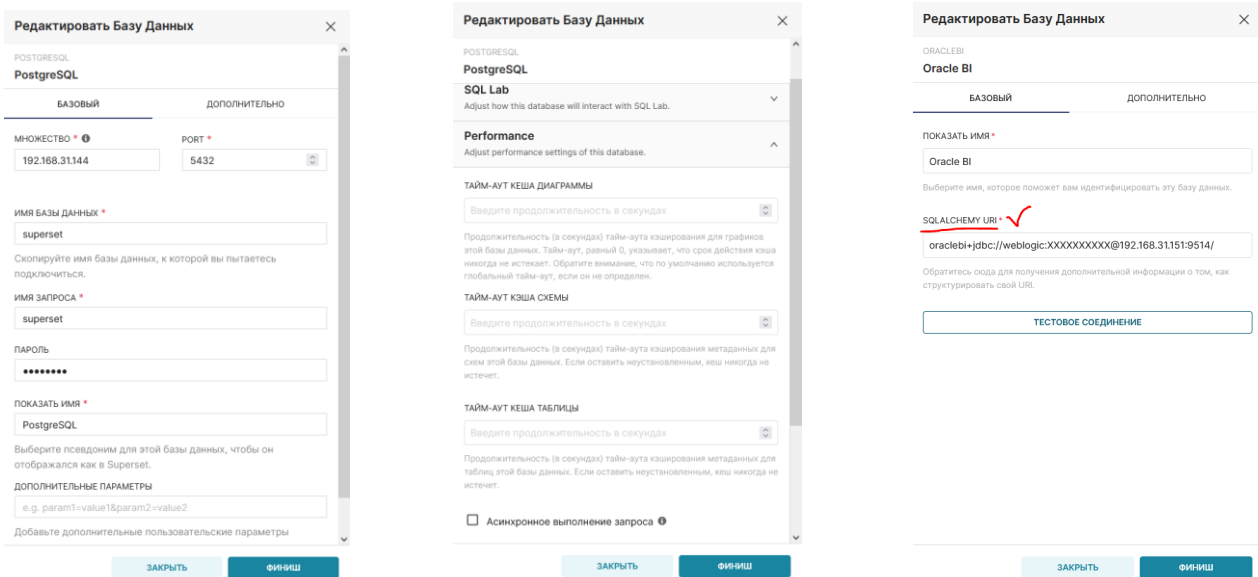 Редактировать Базу Данных
POSTGRESQL
PostgreSQL
БАЗОВЫЙ
ДОПОЛНИТЕЛЬНО
МНОЖЕСТВО *
PORT *
192.168.31.144
5432
ИМЯ БАЗЫ ДАННЫХ *
superset
Скопируйте имя базы данных, к которой вы пытаетесь
подключиться.
ИМЯ ЗАПРОСА *
superset
ПАРОЛЬ
••••••••
ПОКАЗАТЬ ИМЯ *
PostgreSQL
Выберите псевдоним для этой базы данных, чтобы он
отображался как в Superset.
ДОПОЛНИТЕЛЬНЫЕ ПАРАМЕТРЫ
e.g. param1=value1&param2=value2
Добавьте дополнительные пользовательские параметры
ЗАКРЫТЬ
ФИНИШ
Редактировать Базу Данных
POSTGRESQL
PostgreSQL
SQL Lab
Adjust how this database will interact with SQL Lab.
Performance
Adjust performance settings of this database.
ТАЙМ-АУТ КЕША ДИАГРАММЫ
Введите продолжительность в секундах
Продолжительность (в секундах) тайм-аута кэширования для графиков
этой базы данных. Тайм-аут, равный 0, указывает, что срок действия кэша
никогда не истекает. Обратите внимание, что по умолчанию используется
глобальный тайм-аут, если он не определен.
ТАЙМ-АУТ КЭША СХЕМЫ
Введите продолжительность в секундах
Продолжительность (в секундах) тайм-аута кэширования метаданных для
схем этой базы данных. Если оставить неустановленным, кеш никогда не
истечет.
ТАЙМ-АУТ КЕША ТАБЛИЦЫ
Введите продолжительность в секундах
Продолжительность (в секундах) тайм-аута кэширования метаданных для
таблиц этой базы данных. Если оставить неустановленным, кеш никогда не
истечет.
Асинхронное выполнение запроса
ЗАКРЫТЬ
ФИНИШ
Редактировать Базу Данных
ORACLEBI
Oracle BI
БАЗОВЫЙ
ДОПОЛНИТЕЛЬНО
ПОКАЗАТЬ ИМЯ *
Oracle BI
Выберите имя, которое поможет вам идентифицировать эту базу данных.
SQLALCHEMY URI *
oraclebi+jdbc://weblogic:XXXXXXXXXX@192.168.31.151:9514/
Обратитесь сюда для получения дополнительной информации о том, как
структурировать свой URI.
ТЕСТОВОЕ СОЕДИНЕНИЕ
ЗАКРЫТЬ
ФИНИШ